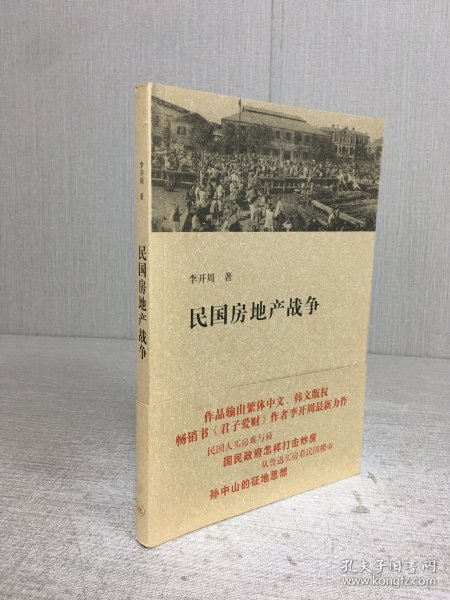 李开周 著
民国房地产战争
李开周 著
民国房地产战争
作品输出繁体中文、韩文版权
畅销书《君子爱财》作者李开周最新力作
民国人买房难与易
国民政府怎样打击炒房
从鲁迅买房看民国楼市
孙中山的征地思想
孔夫子旧书网
www.kongfz.com